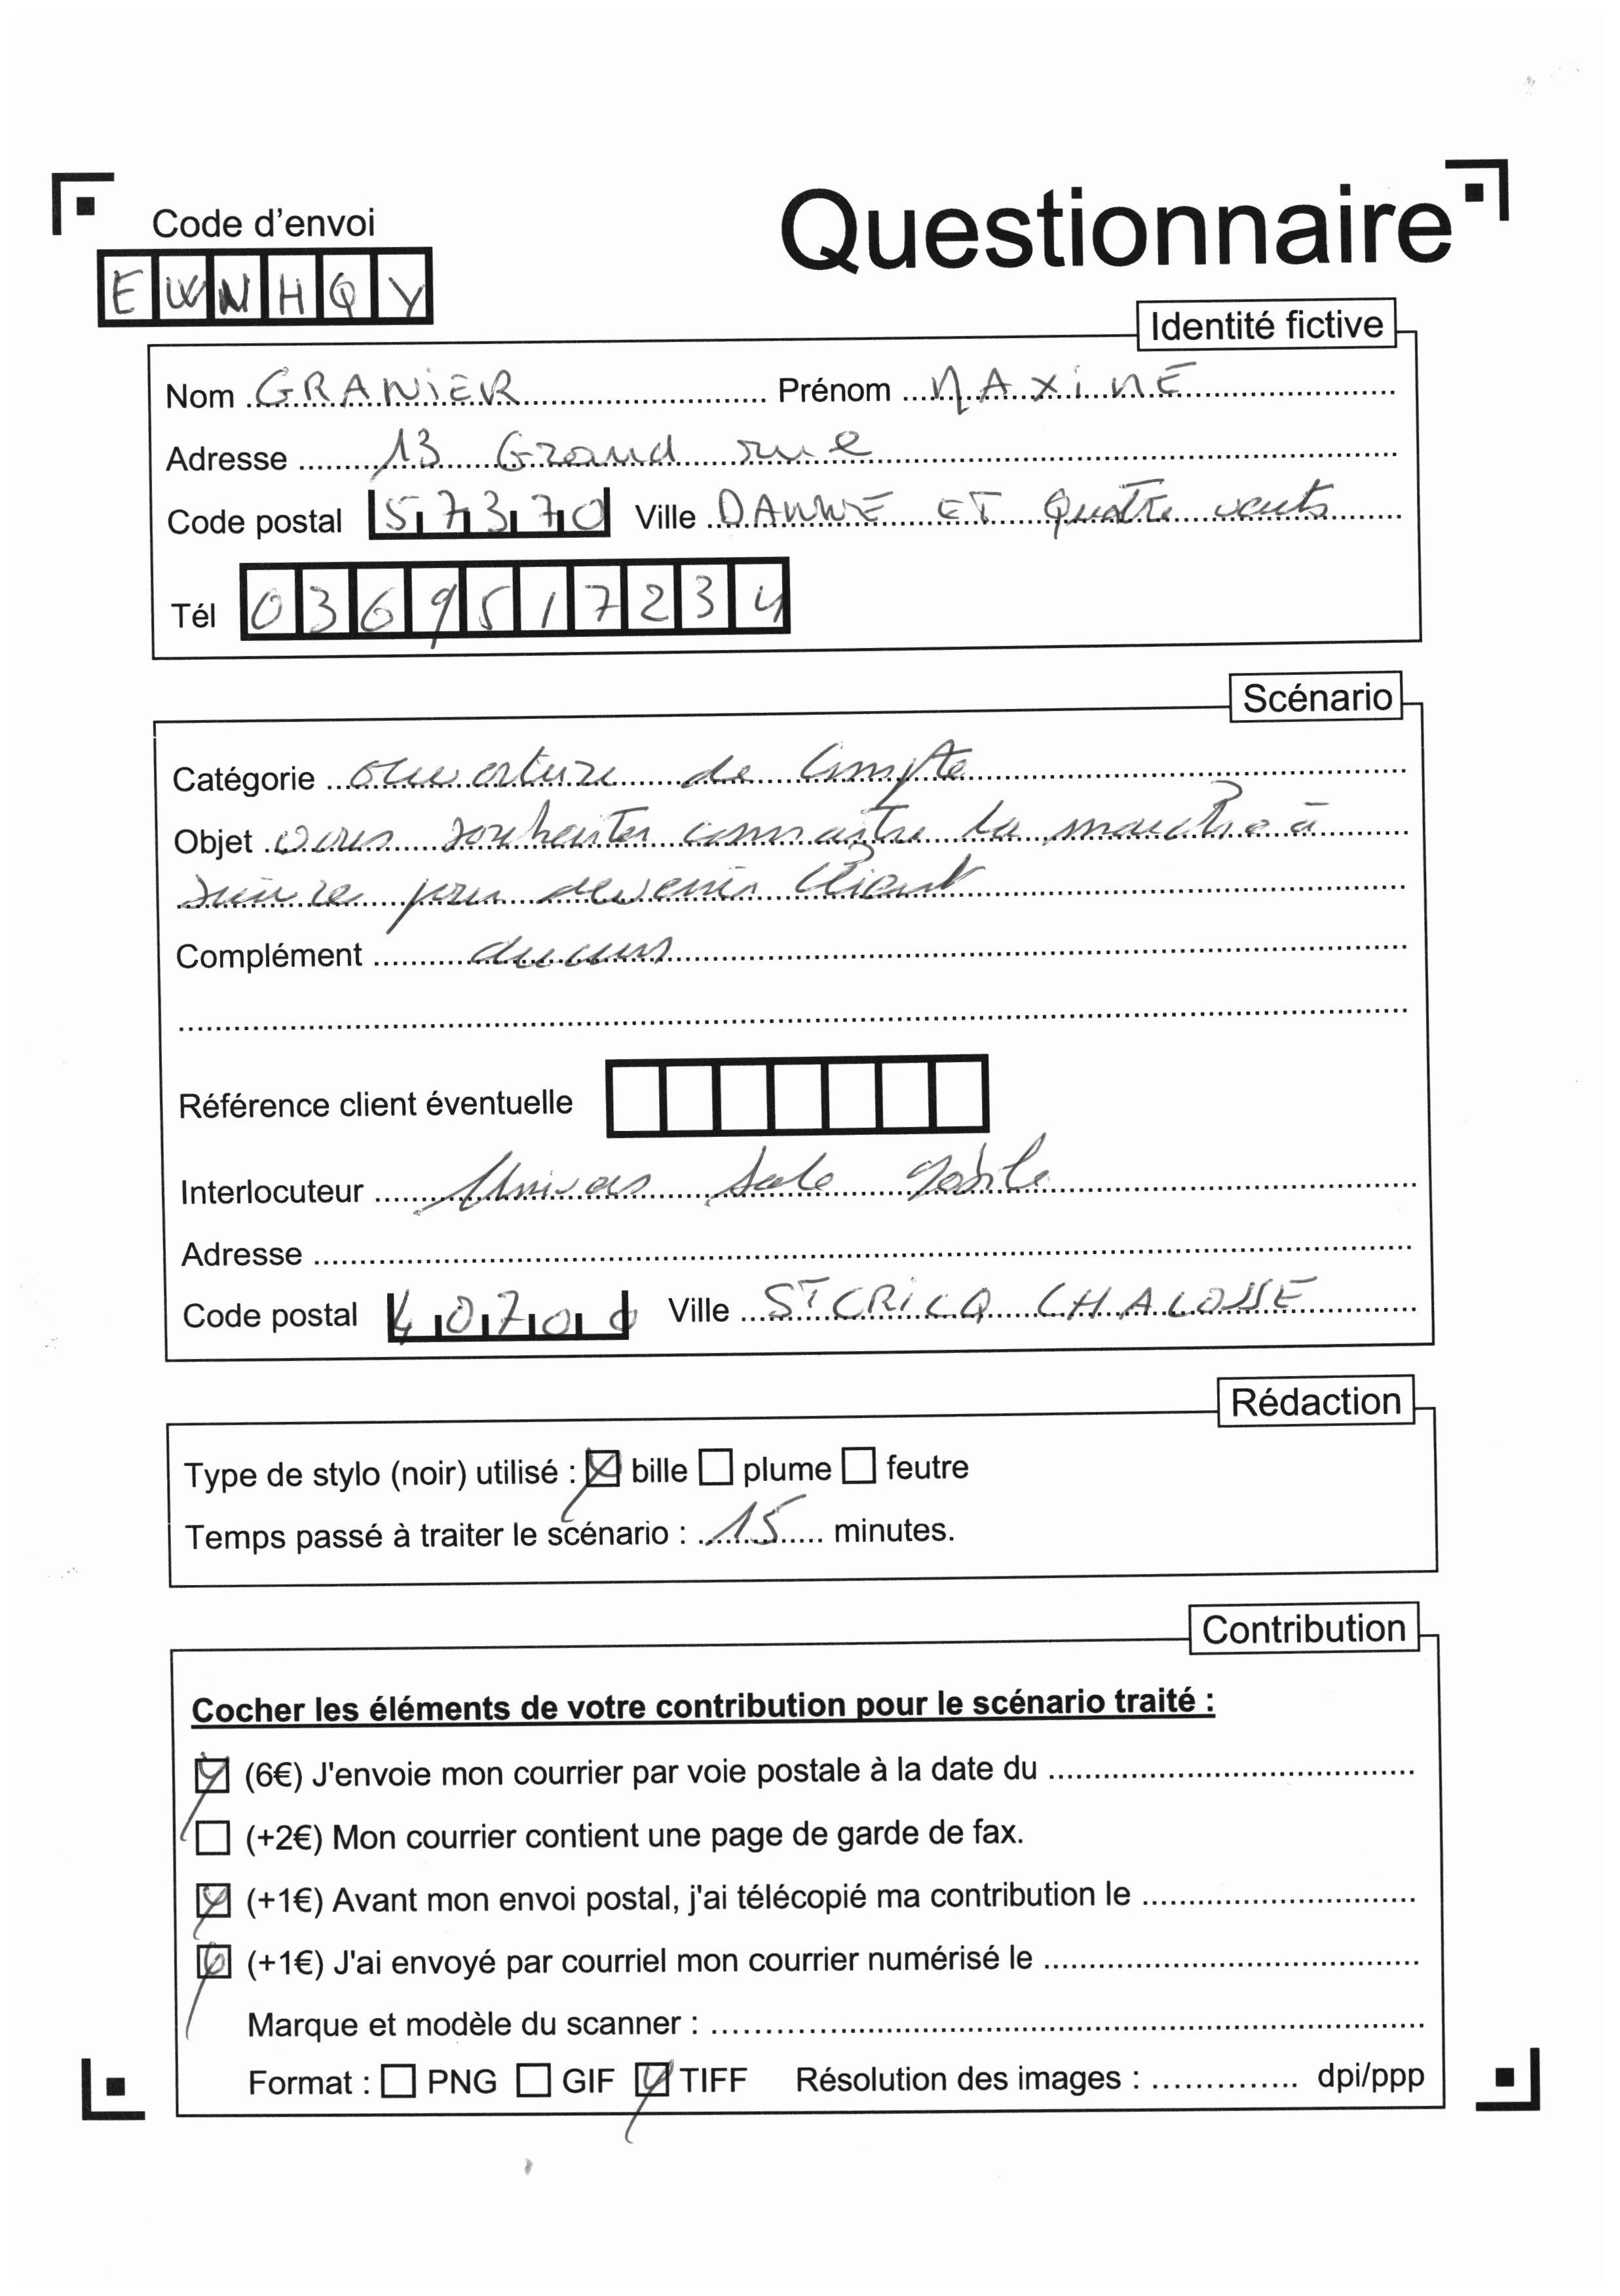 Code d'envoi
Questionnaire
EWNHQY
Identité fictive
Nom GRANIER Prénom MAXIME
Adresse 13 Grand rue
Code postal 57370 Ville DANNE ET Quatre vents
Tél 0369517234
Scénario
Catégorie ouverture de Compte
Objet vous souhaiter connaitre la marche à
suivre pour devenir Client
Complément aucun
Référence client éventuelle
Interlocuteur Univers
Adresse
Code postal 40700 Ville ST CRICQ CHALOSSE
Rédaction
Type de stylo (noir) utilisé : bille plume feutre
Temps passé à traiter le scénario : 15 minutes.
Contribution
Cocher les éléments de votre contribution pour le scénario traité :
(6€) J'envoie mon courrier par voie postale à la date du
(+2€) Mon courrier contient une page de garde de fax.
(+1€) Avant mon envoi postal, j'ai télécopié ma contribution le
(+1€) J'ai envoyé par courriel mon courrier numérisé le
Marque et modèle du scanner :
Format : PNG GIF TIFF Résolution des images : dpi/ppp